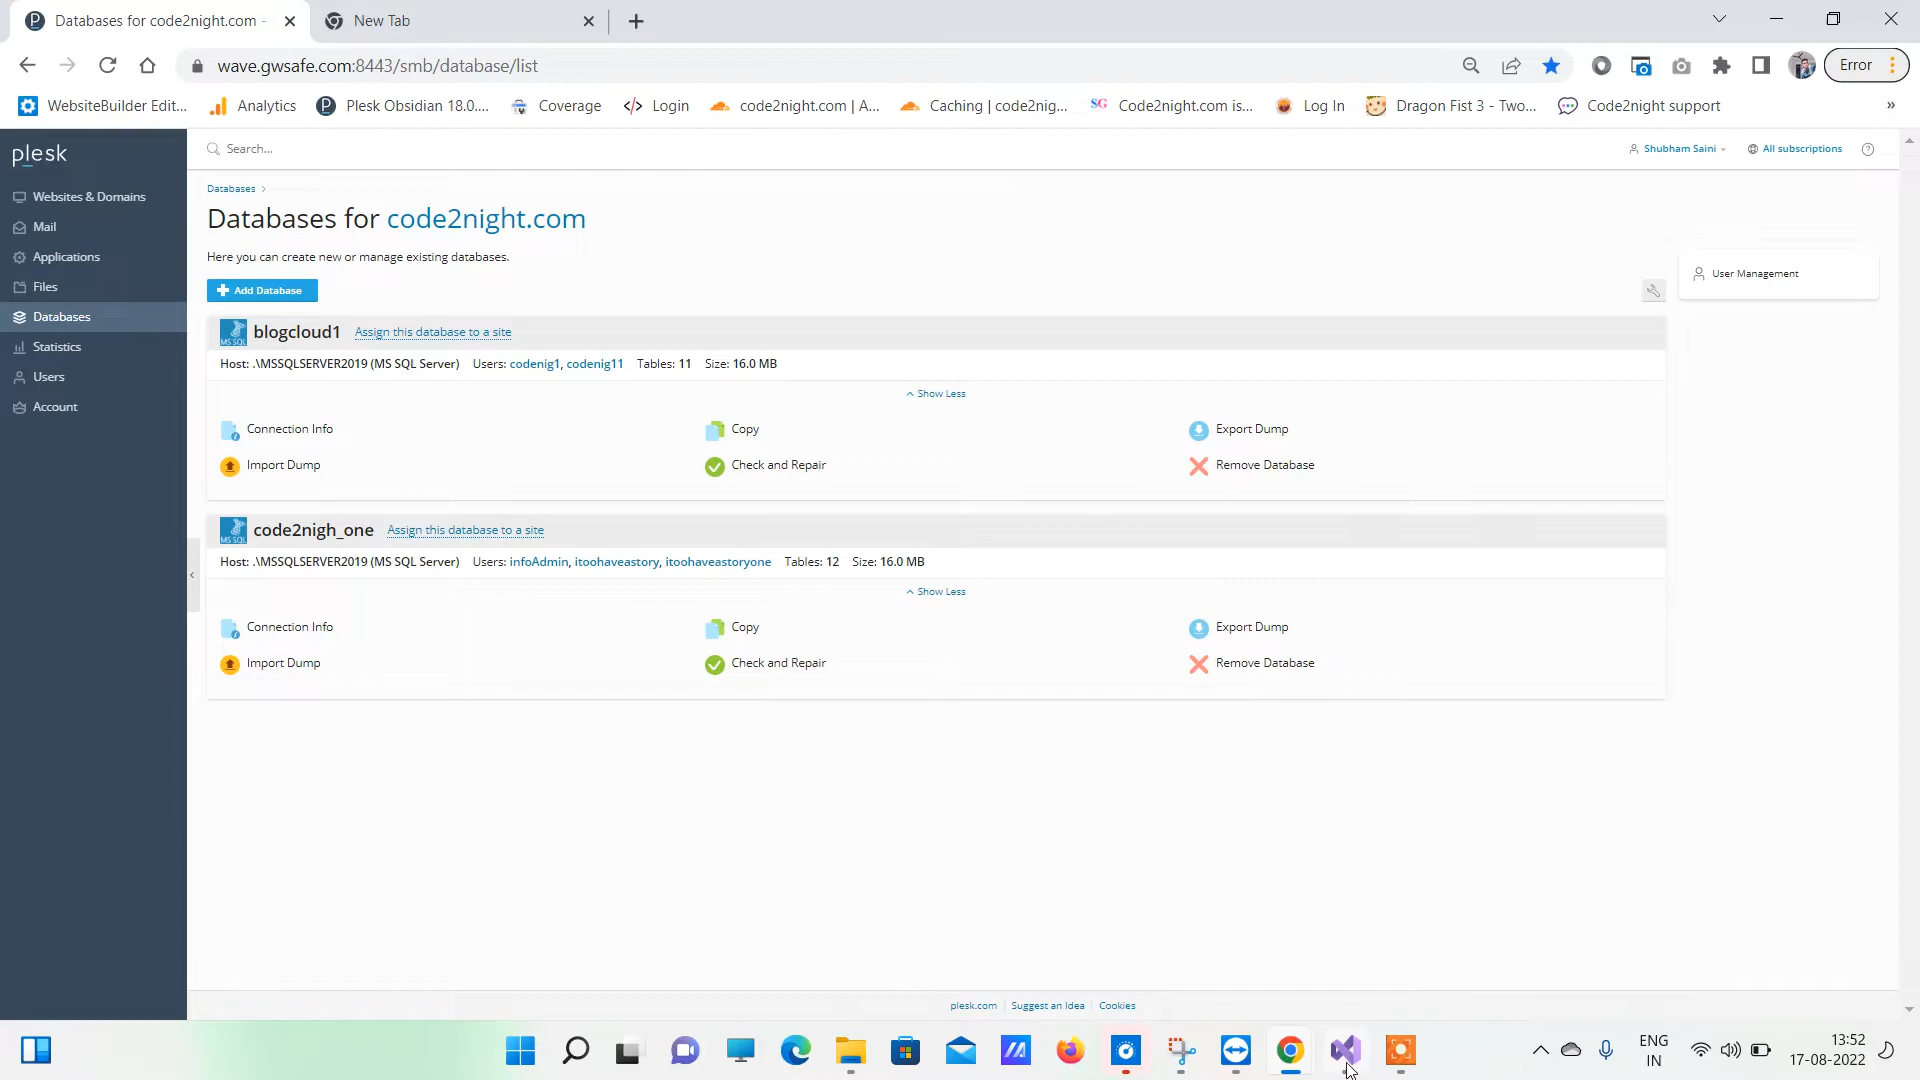 Databases for code2night.com -
New Tab
wave.gwsafe.com:8443/smb/database/list
Error
WebsiteBuilder Edit...
Analytics
Plesk Obsidian 18.0....
Coverage
Login
code2night.com | A...
Caching | code2nig...
SG
Code2night.com is...
Log In
Dragon Fist 3 - Two...
Code2night support
»
plesk
Search...
Shubham Saini
All subscriptions
Websites & Domains
Mail
Applications
Files
Databases
Statistics
Users
Account
Databases >
Databases for code2night.com
Here you can create new or manage existing databases.
Add Database
User Management
MS SQL
blogcloud1 Assign this database to a site
Host: .\MSSQLSERVER2019 (MS SQL Server) Users: codenig1, codenig11 Tables: 11 Size: 16.0 MB
Show Less
Connection Info
Copy
Export Dump
Import Dump
Check and Repair
Remove Database
MS SQL
code2nigh_one Assign this database to a site
Host: .\MSSQLSERVER2019 (MS SQL Server) Users: infoAdmin, itoohaveastory, itoohaveastoryone Tables: 12 Size: 16.0 MB
Show Less
Connection Info
Copy
Export Dump
Import Dump
Check and Repair
Remove Database
plesk.com
Suggest an Idea
Cookies
ENG
IN
13:52
17-08-2022